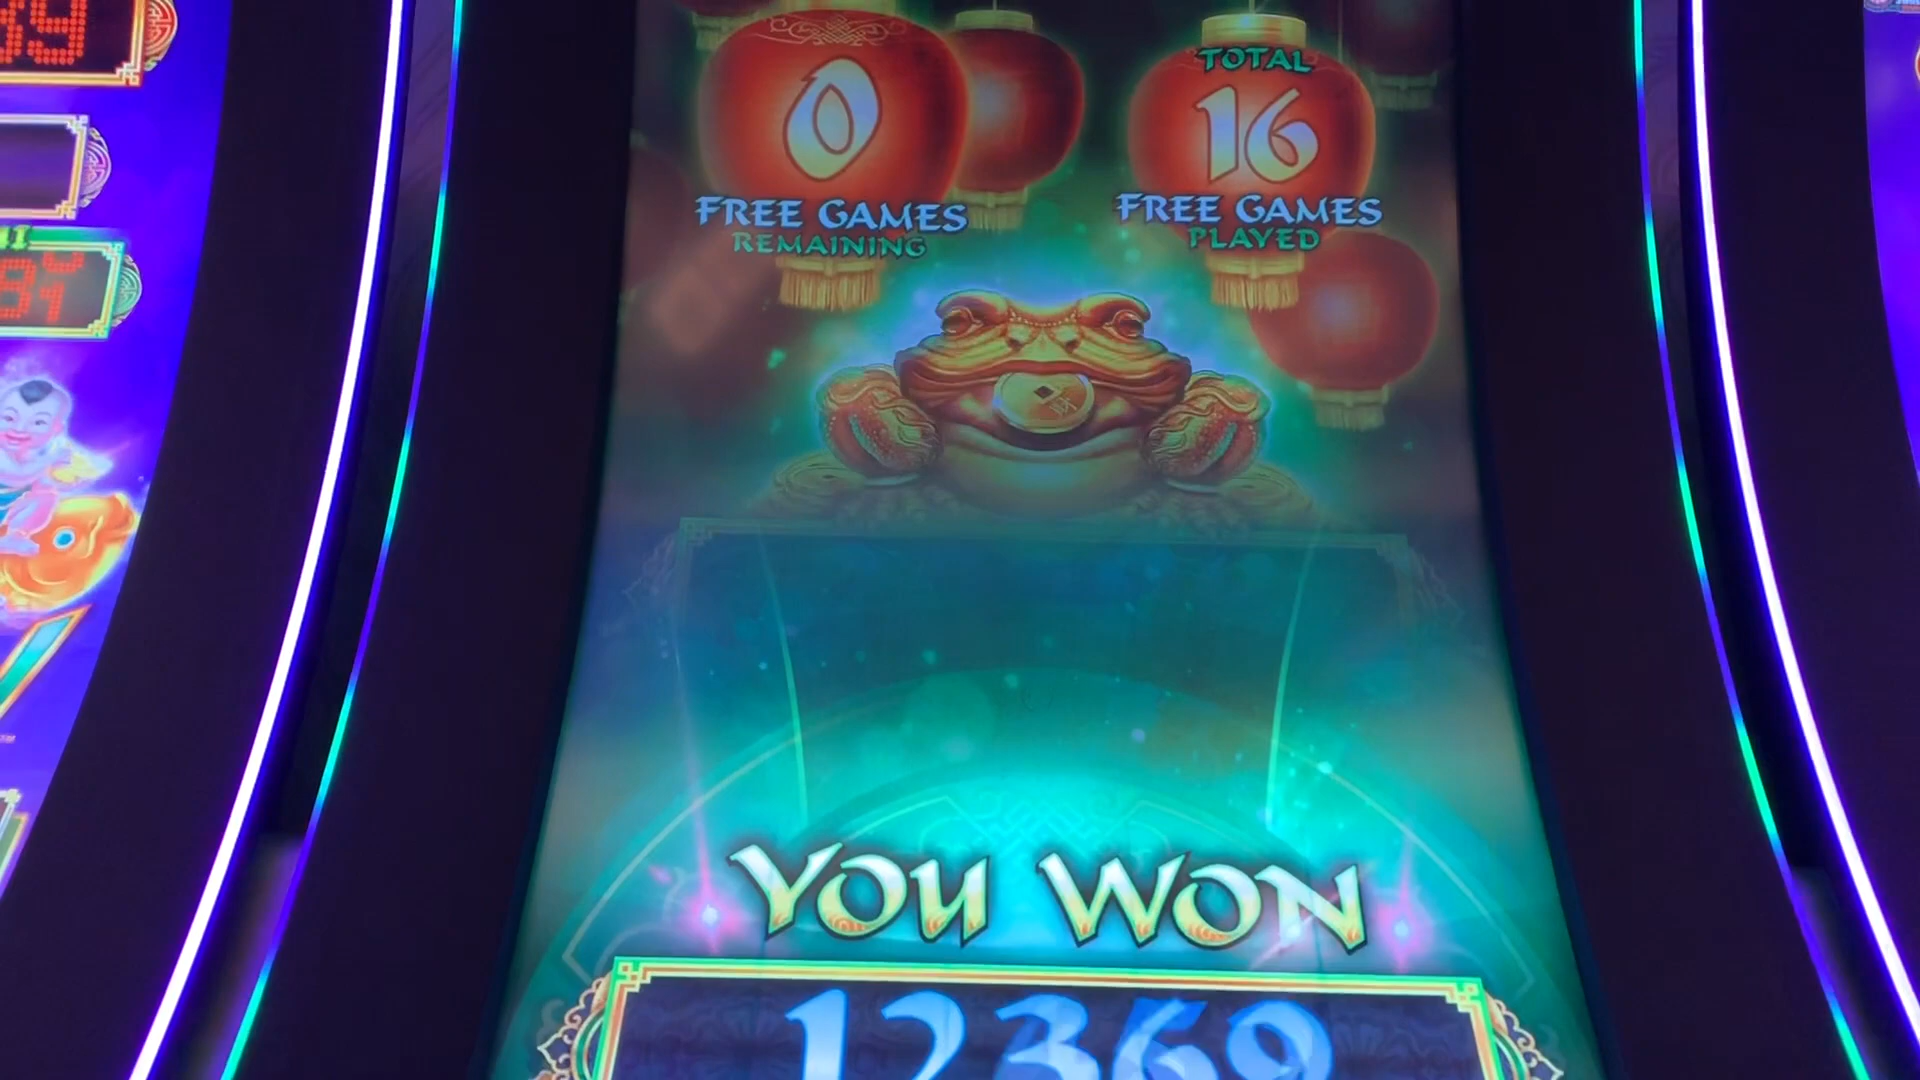 0
FREE GAMES
REMAINING
TOTAL
16
FREE GAMES
PLAYED
YOU WON
12369